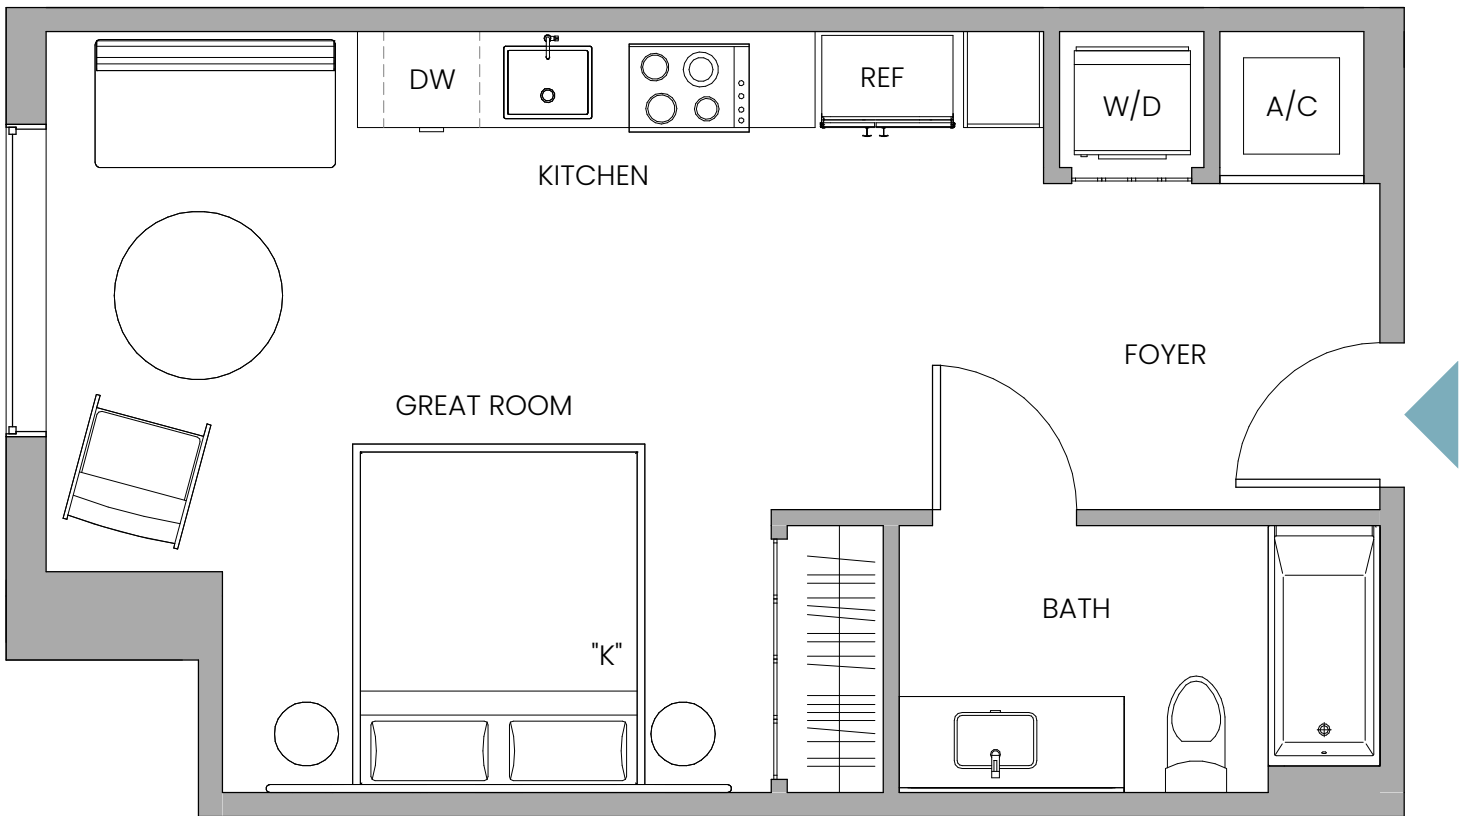 DW
REF
W/D
A/C
KITCHEN
FOYER
GREAT ROOM
BATH
"K"